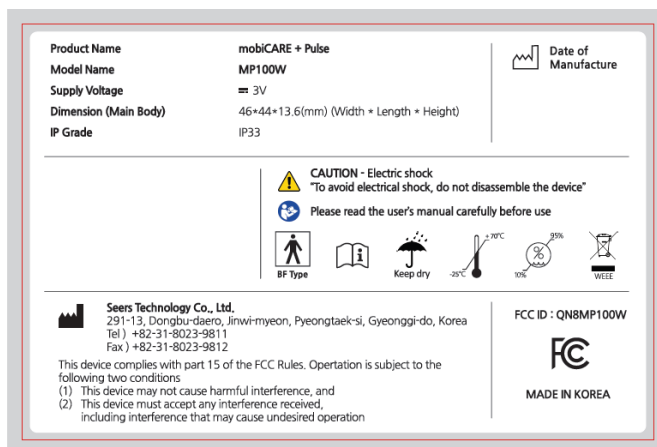 Product Name mobiCARE + Pulse
Model Name MP100W
Supply Voltage 3V
Dimension (Main Body) 46*44*13.6(mm) (Width * Length * Height)
IP Grade IP33
Date of
Manufacture
CAUTION - Electric shock
"To avoid electrical shock, do not disassemble the device"
Please read the user's manual carefully before use
BF Type
i
Keep dry
-25°C
+70°C
10%
95%
%
WEEE
Seers Technology Co., Ltd.
291-13, Dongbu-daero, Jinwi-myeon, Pyeongtaek-si, Gyeonggi-do, Korea
Tel ) +82-31-8023-9811
Fax ) +82-31-8023-9812
This device complies with part 15 of the FCC Rules. Opertation is subject to the
following two conditions
(1) This device may not cause harmful interference, and
(2) This device must accept any interference received,
including interference that may cause undesired operation
FCC ID : QN8MP100W
FC
MADE IN KOREA